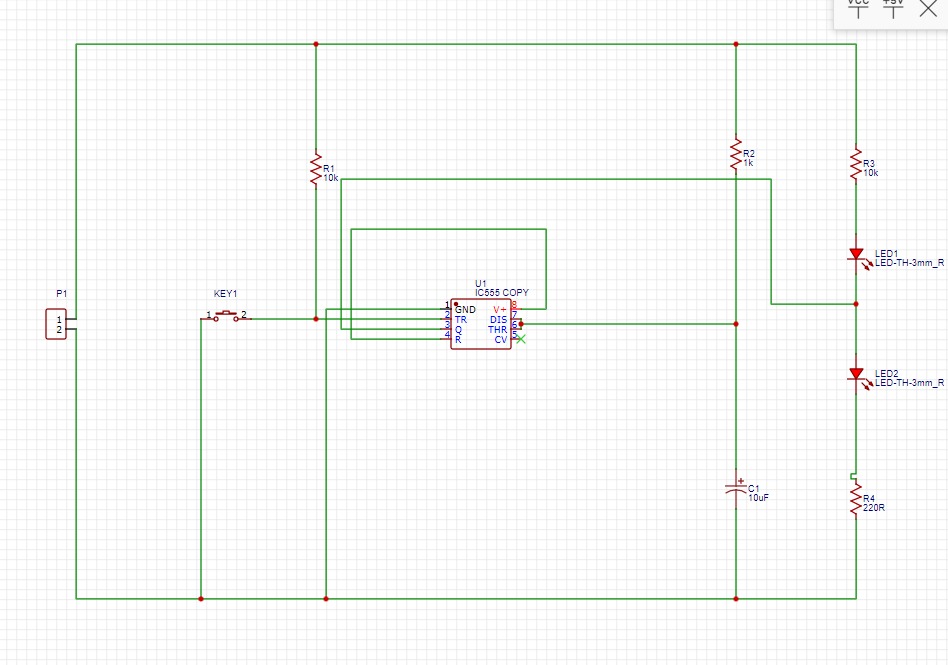 VCC +5V
R1
10k
R2
1k
R3
10k
LED1
LED-TH-3mm_R
U1
IC555 COPY
P1
1
2
KEY1
1 2
1 GND V+ 8
2 TR DIS 7
3 Q THR 6
4 R CV 5
LED2
LED-TH-3mm_R
+
C1
10uF
R4
220R